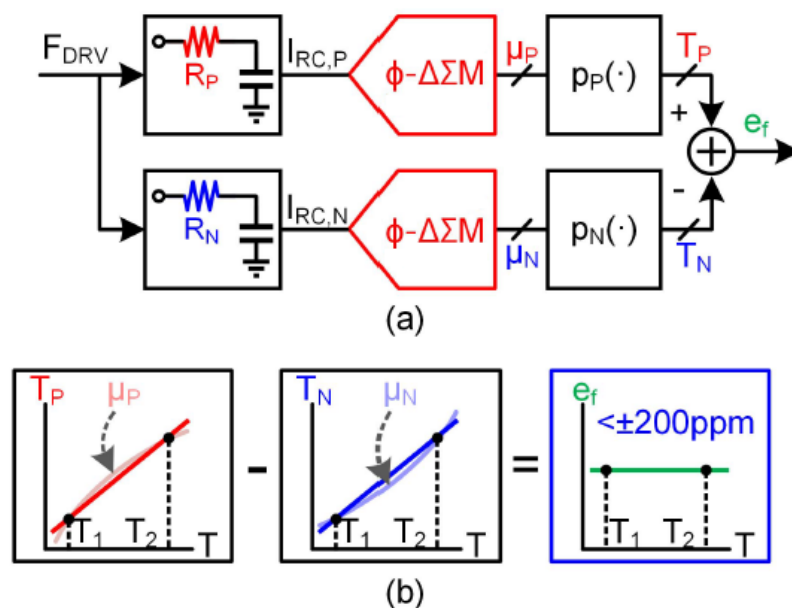 F_DRV
R_P
I_RC,P
ϕ-ΔΣM
μ_P
p_P(·)
T_P
+
e_f
R_N
I_RC,N
ϕ-ΔΣM
μ_N
p_N(·)
-
T_N
(a)
T_P
μ_P
T_1
T_2
T
-
T_N
μ_N
T_1
T_2
T
=
e_f
<±200ppm
T_1
T_2
T
(b)